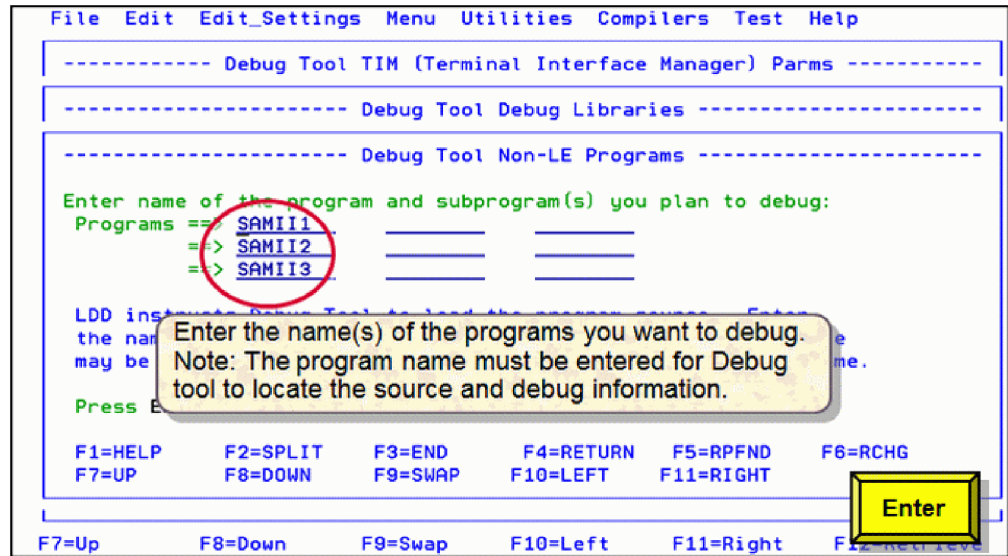 File Edit Edit_Settings Menu Utilities Compilers Test Help
------------ Debug Tool TIM (Terminal Interface Manager) Parms -----------
----------------------- Debug Tool Debug Libraries -----------------------
----------------------- Debug Tool Non-LE Programs -----------------------
Enter name of the program and subprogram(s) you plan to debug:
Programs ==> SAMII1
==> SAMII2
==> SAMII3
LDD instructs Debug Tool to load the program source. Enter
the
may be
Enter the name(s) of the programs you want to debug.
Note: The program name must be entered for Debug
tool to locate the source and debug information.
Press
F1=HELP F2=SPLIT F3=END F4=RETURN F5=RPFND F6=RCHG
F7=UP F8=DOWN F9=SWAP F10=LEFT F11=RIGHT
Enter
F7=Up F8=Down F9=Swap F10=Left F11=Right F12=Retrieve